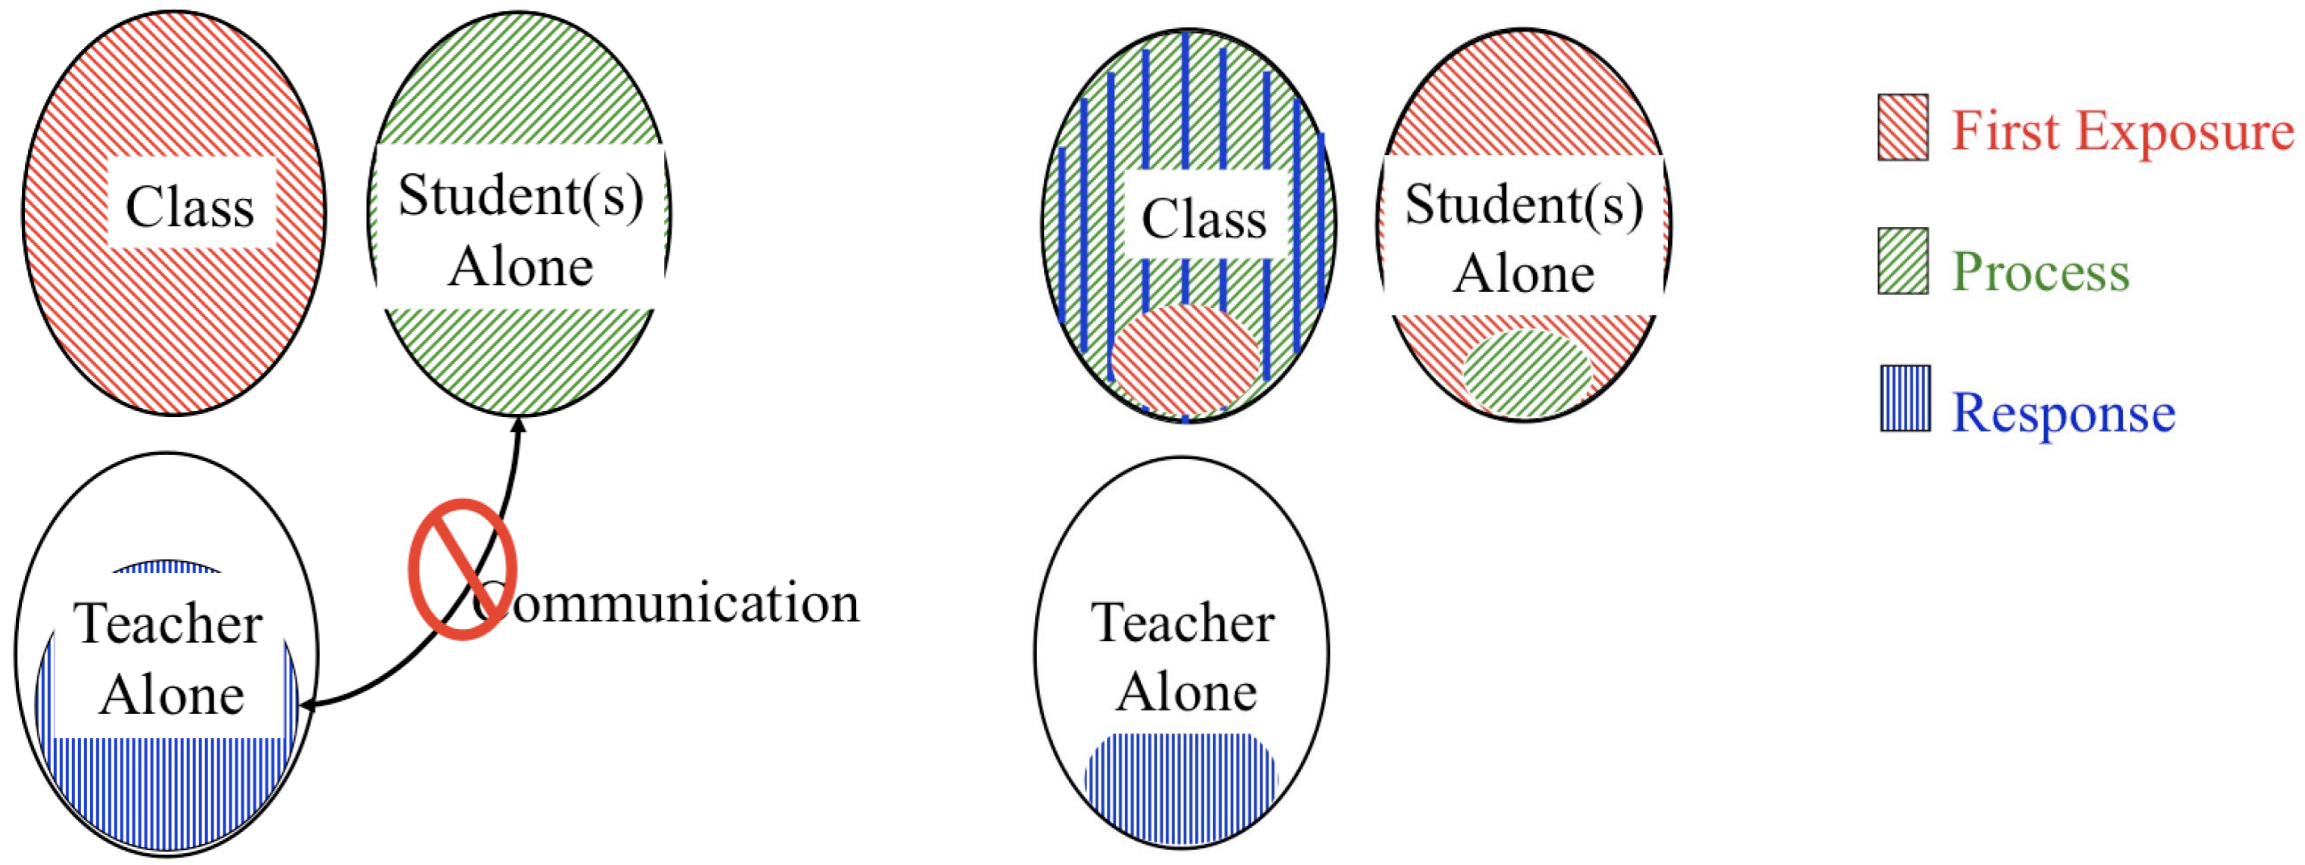 Class
Student(s)
Alone
Teacher
Alone
Communication
Class
Student(s)
Alone
Teacher
Alone
First Exposure
Process
Response